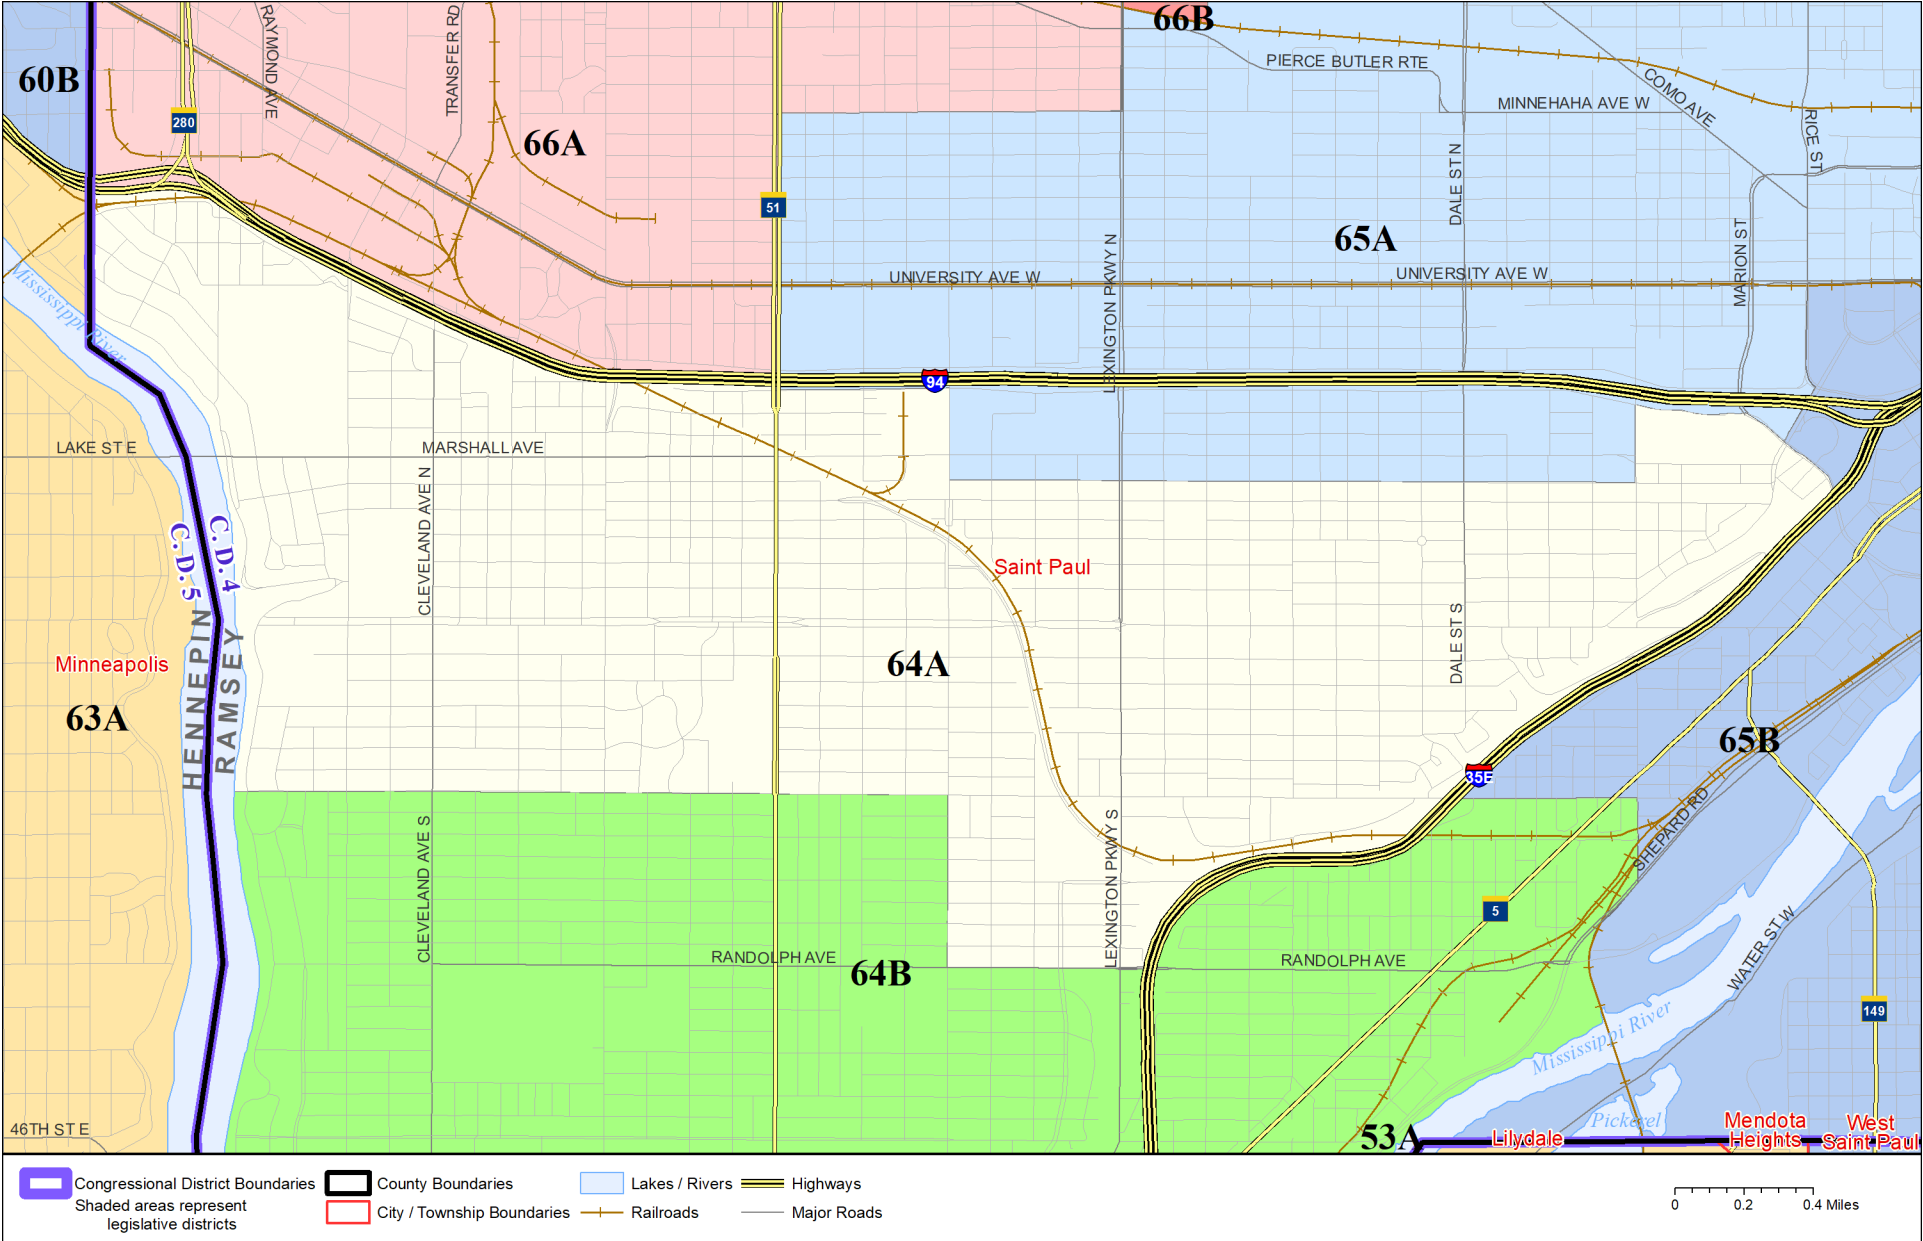 66B
RAYMOND AVE
TRANSFER RD
PIERCE BUTLER RTE
60B
COMO AVE
MINNEHAHA AVE W
280
66A
RICE ST
DALE ST N
51
65A
MARION ST
LEXINGTON PKWY N
UNIVERSITY AVE W
UNIVERSITY AVE W
Mississippi River
94
LAKE ST E
MARSHALL AVE
CLEVELAND AVE N
C. D. 4
C. D. 5
Saint Paul
DALE ST S
HENNEPIN
RAMSEY
Minneapolis
64A
63A
65B
35E
SHEPARD RD
CLEVELAND AVE S
LEXINGTON PKWY S
5
WATER ST W
RANDOLPH AVE
RANDOLPH AVE
64B
149
Mississippi River
Pickerel
46TH ST E
53A
Lilydale
Mendota
Heights
West
Saint Paul
Congressional District Boundaries
Shaded areas represent
legislative districts
County Boundaries
City / Township Boundaries
Lakes / Rivers
Railroads
Highways
Major Roads
0 0.2 0.4 Miles